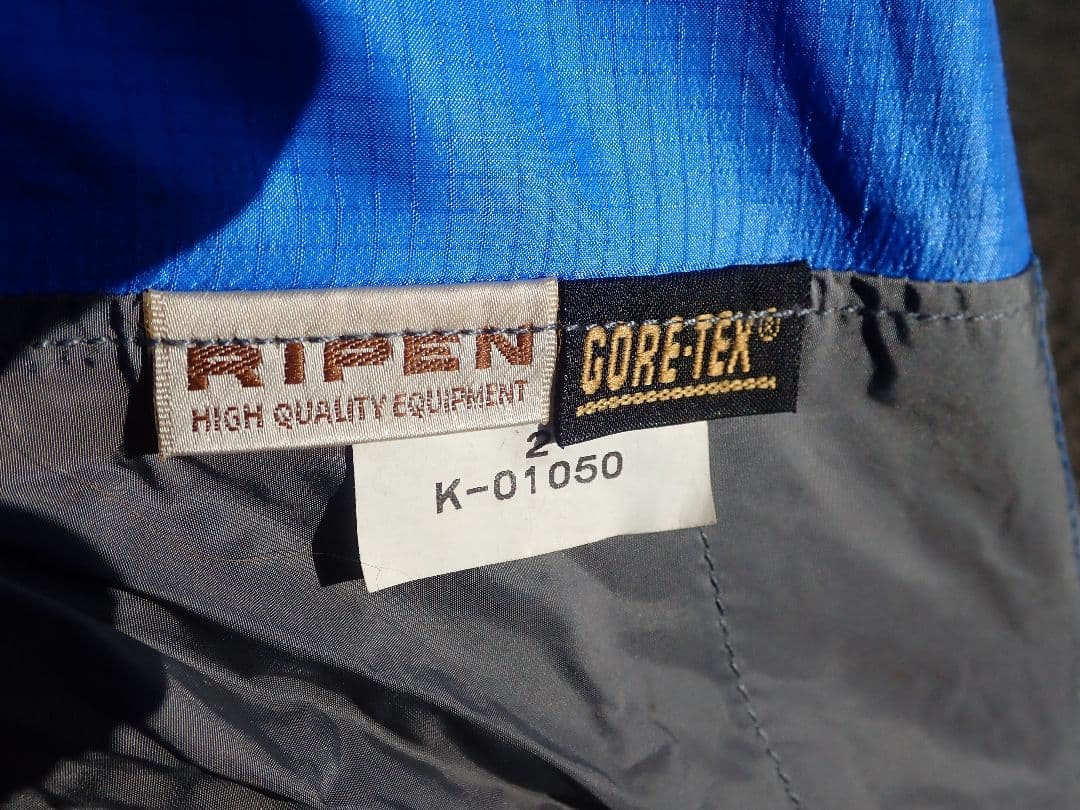 RIPEN
HIGH QUALITY EQUIPMENT
GORE-TEX®
2
K-01050